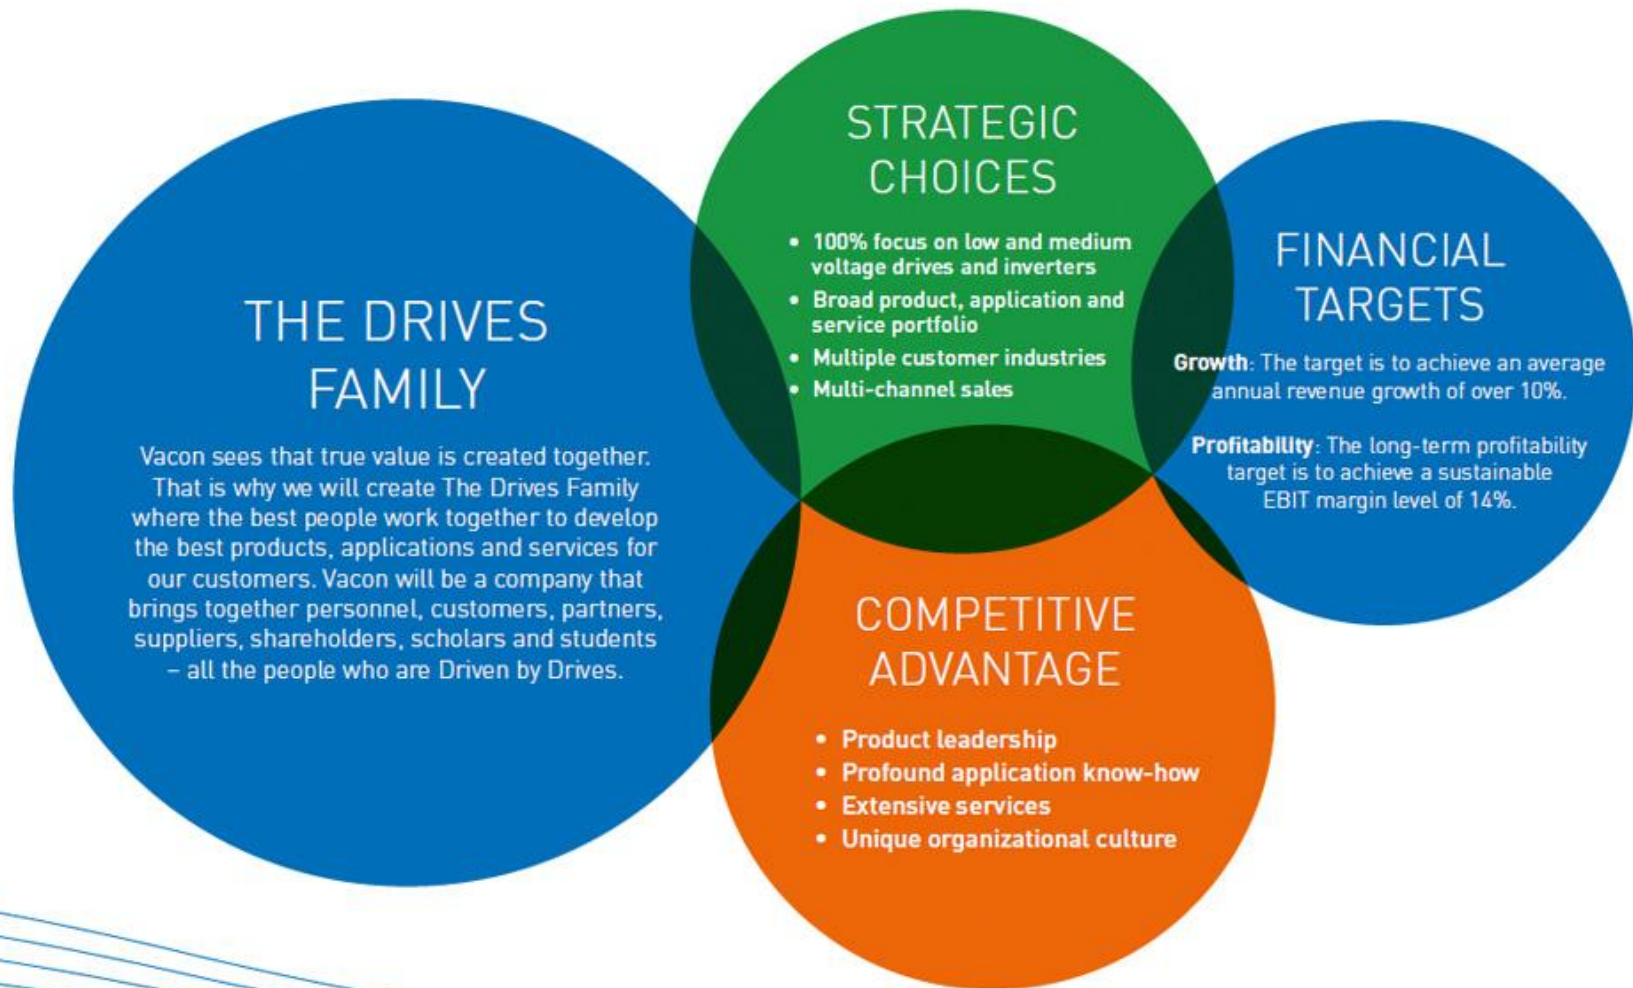 THE DRIVES
FAMILY
Vacon sees that true value is created together.
That is why we will create The Drives Family
where the best people work together to develop
the best products, applications and services for
our customers. Vacon will be a company that
brings together personnel, customers, partners,
suppliers, shareholders, scholars and students
– all the people who are Driven by Drives.
STRATEGIC
CHOICES
• 100% focus on low and medium
voltage drives and inverters
• Broad product, application and
service portfolio
• Multiple customer industries
• Multi-channel sales
COMPETITIVE
ADVANTAGE
• Product leadership
• Profound application know-how
• Extensive services
• Unique organizational culture
FINANCIAL
TARGETS
Growth: The target is to achieve an average
annual revenue growth of over 10%.
Profitability: The long-term profitability
target is to achieve a sustainable
EBIT margin level of 14%.